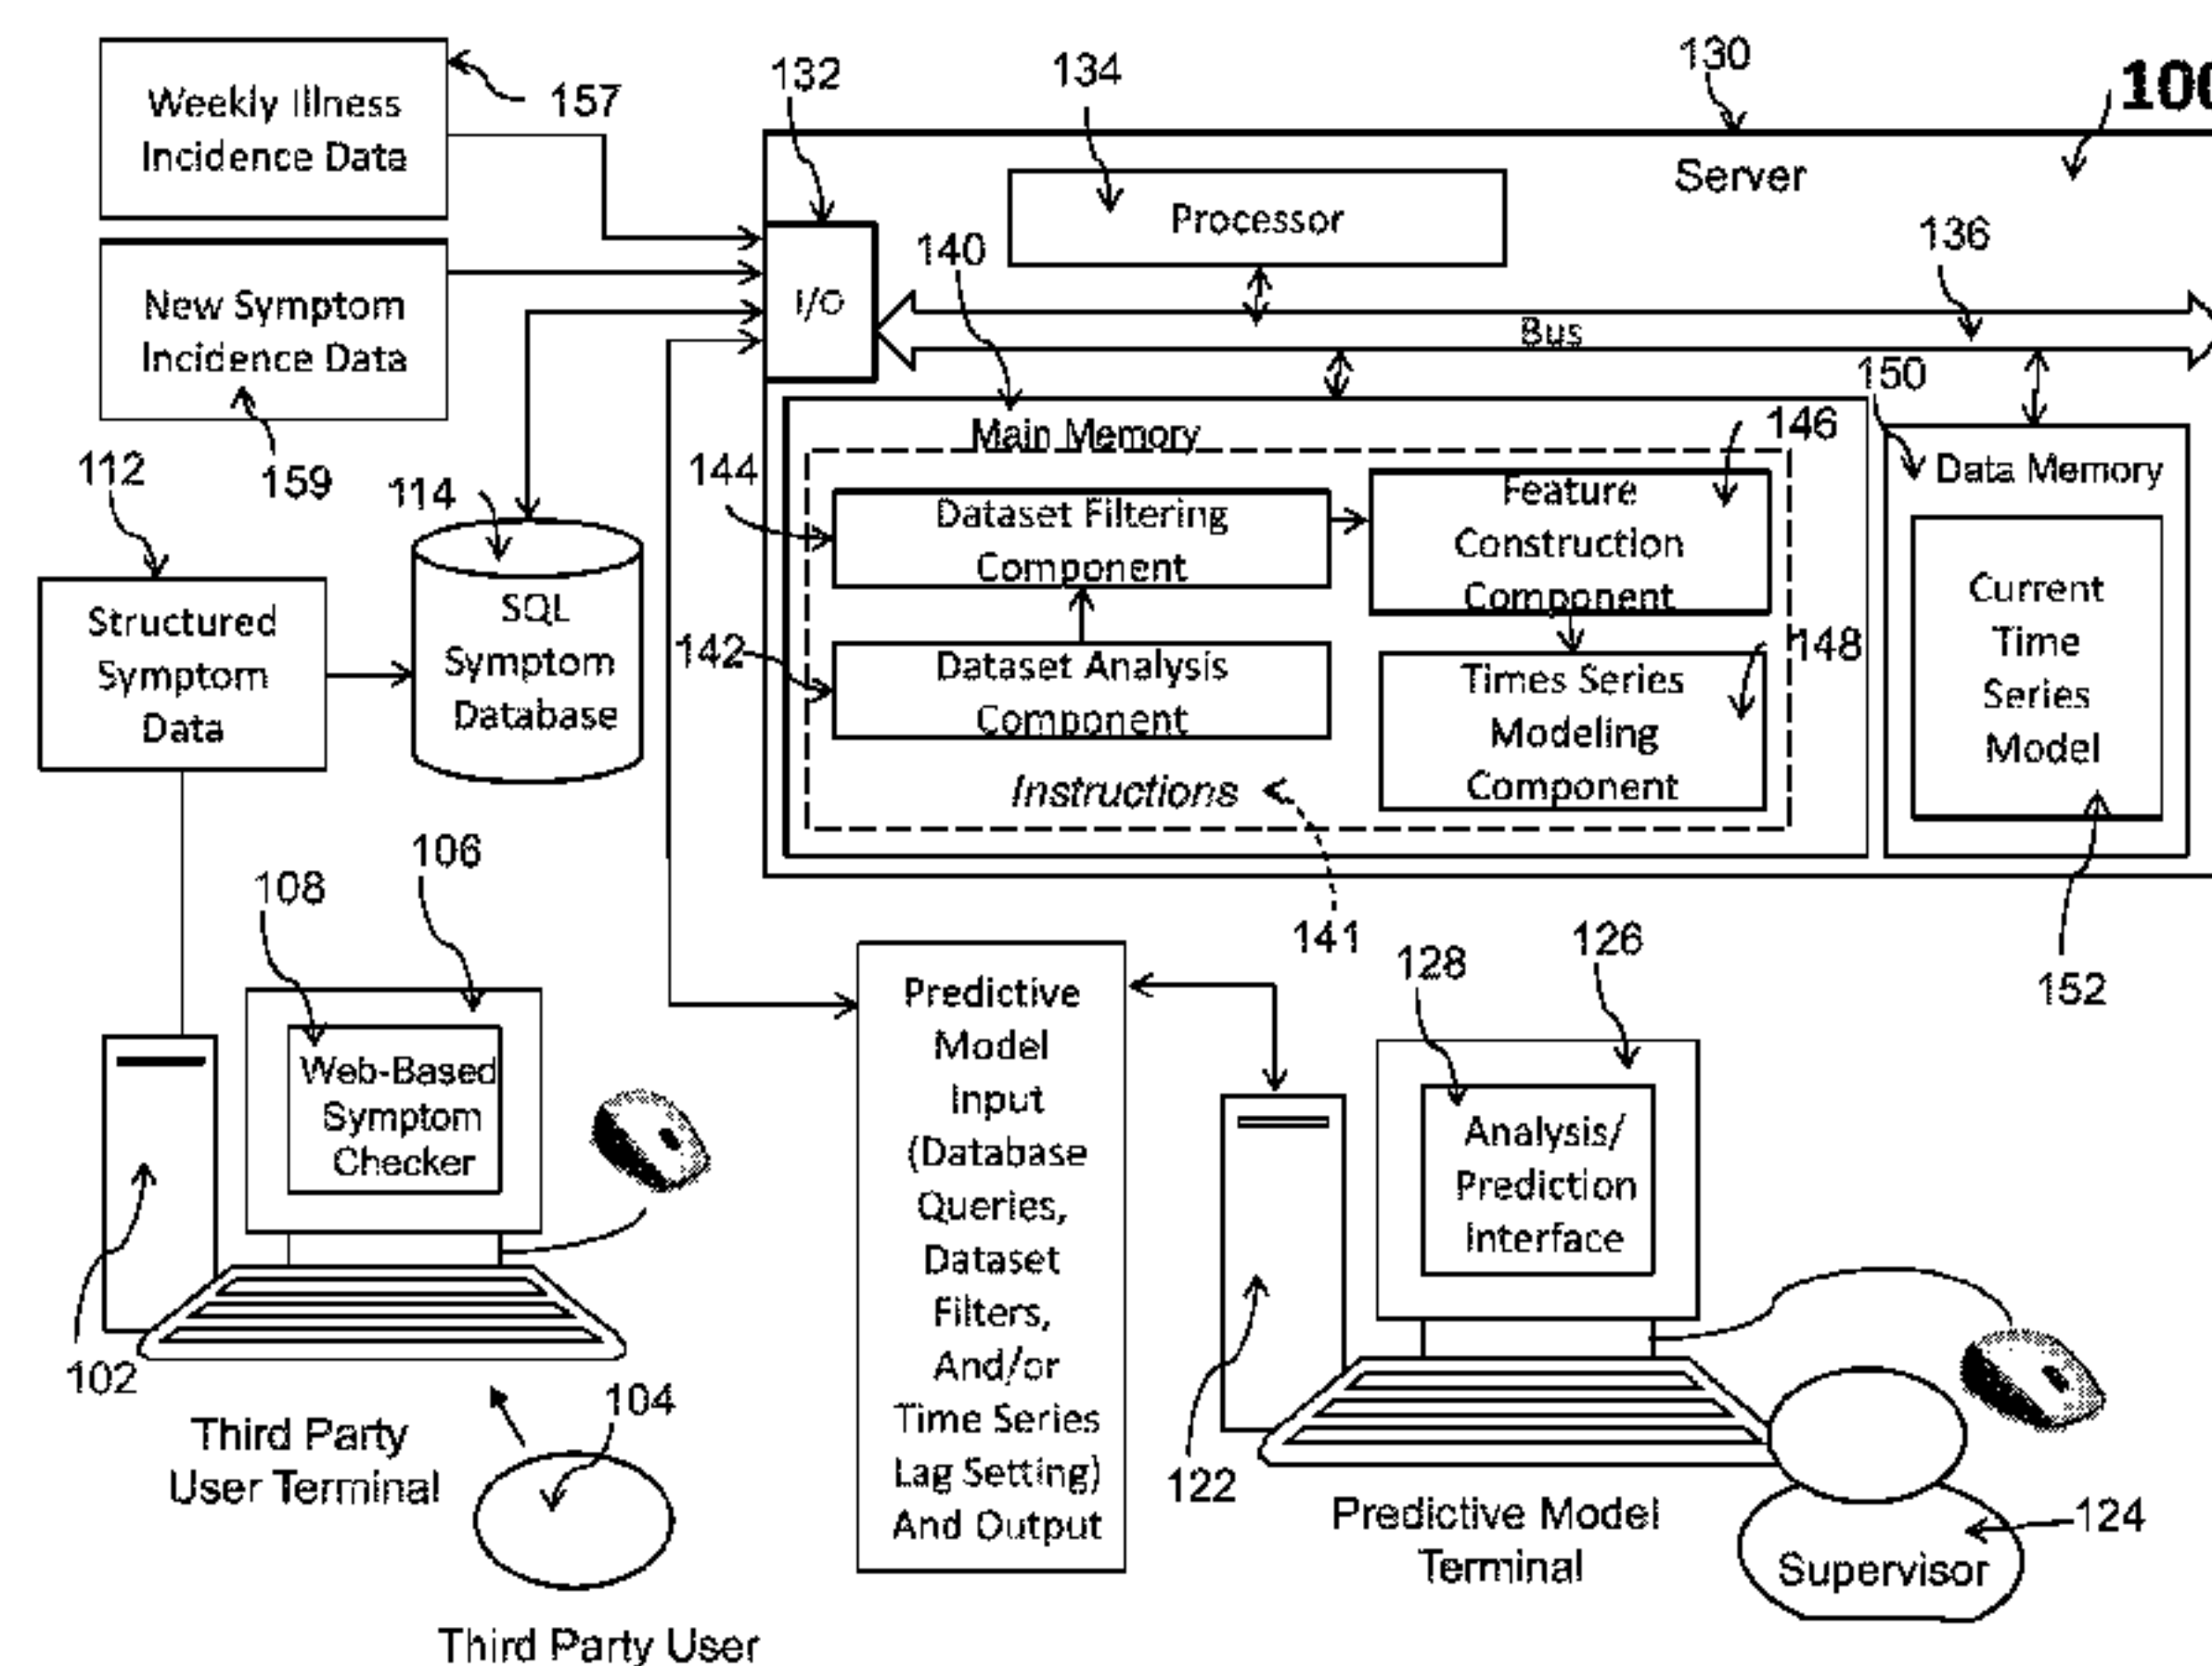 Weekly Illness
Incidence Data
157
132
134
130
100
Server
Processor
140
136
New Symptom
Incidence Data
I/O
Bus
159
150
112
114
144
Main Memory
146
Data Memory
Dataset Filtering
Component
Feature
Construction
Component
Current
Time
Series
Model
Structured
Symptom
Data
SQL
Symptom
Database
142
Dataset Analysis
Component
148
Times Series
Modeling
Component
Instructions
141
152
106
108
Web-Based
Symptom
Checker
102
Third Party
User Terminal
104
Third Party User
Predictive
Model
Input
(Database
Queries,
Dataset
Filters,
And/or
Time Series
Lag Setting)
And Output
128
126
Analysis/
Prediction
Interface
122
Predictive Model
Terminal
124
Supervisor